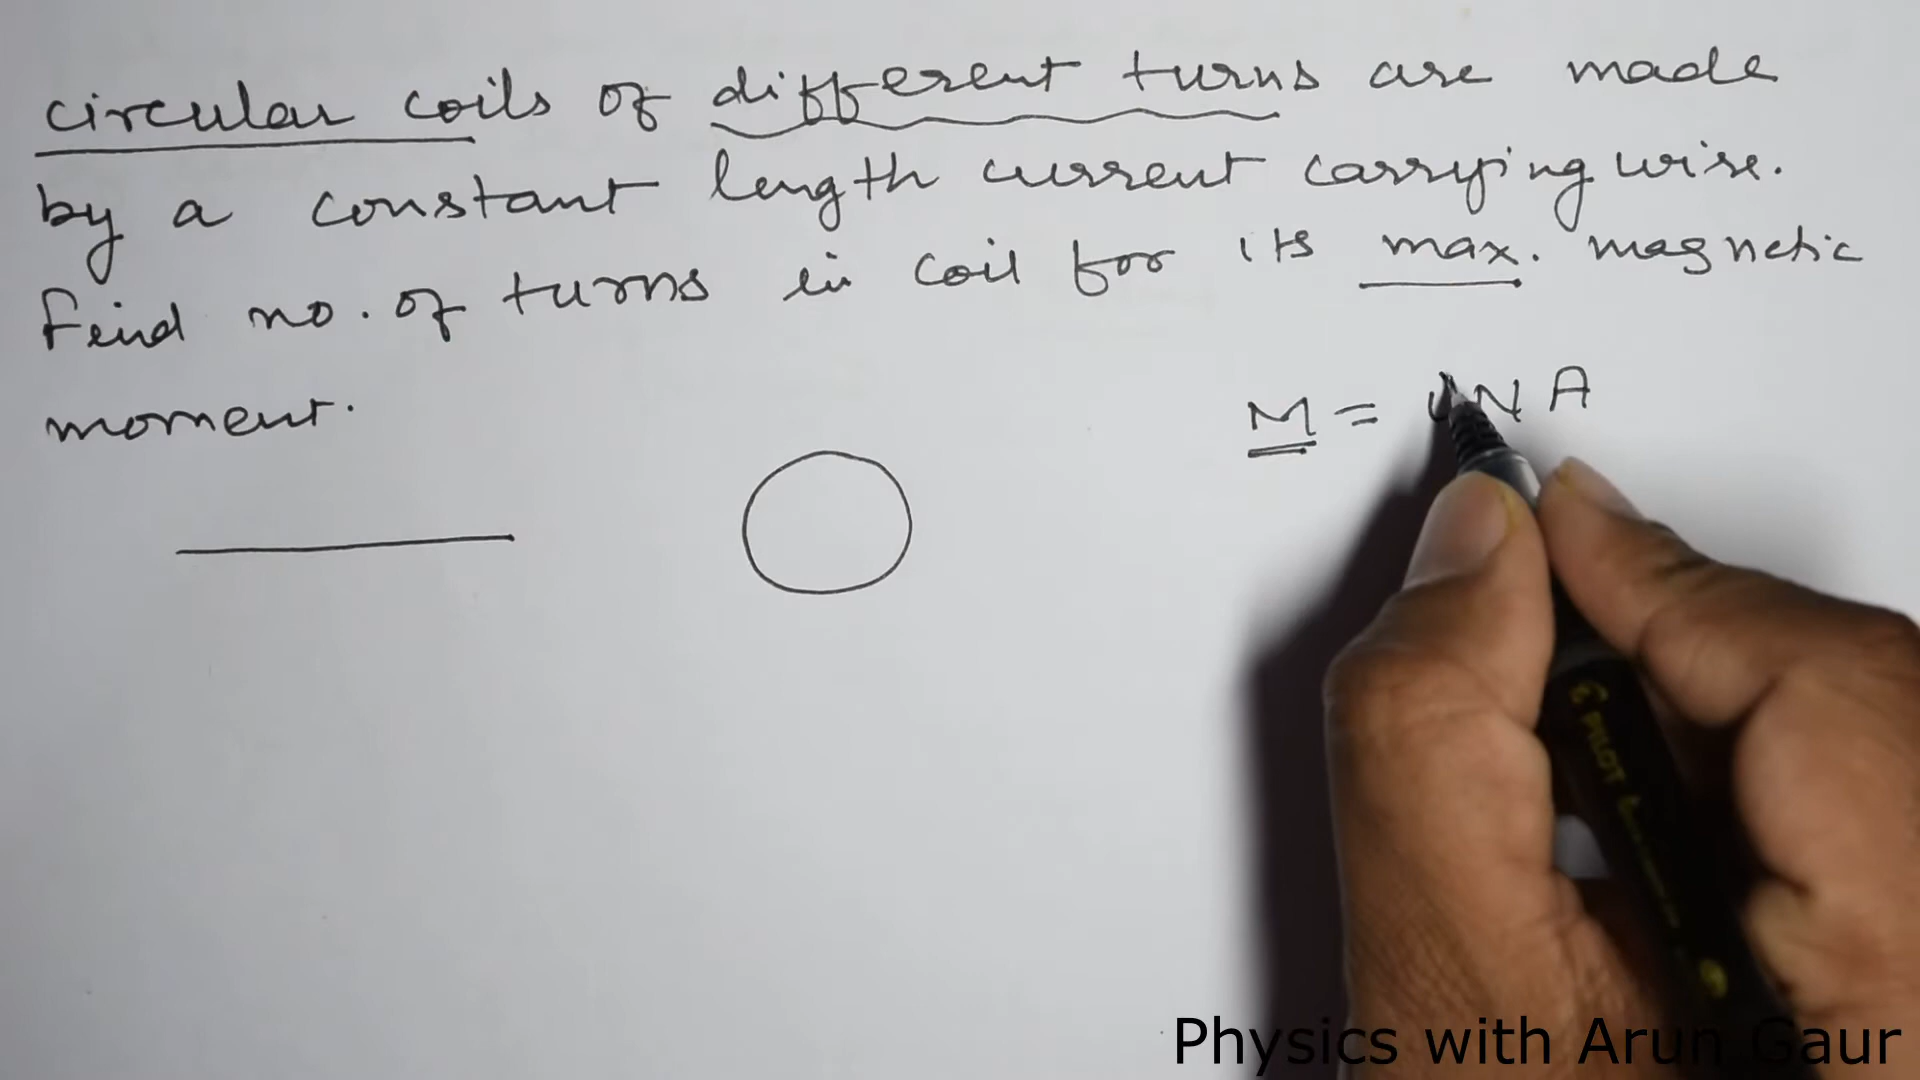 circular coils of different turns are made
by a constant length current carrying wire.
Find no. of turns in coil for its max. magnetic
moment.
M = N A
PILOT
Physics with Arun Gaur